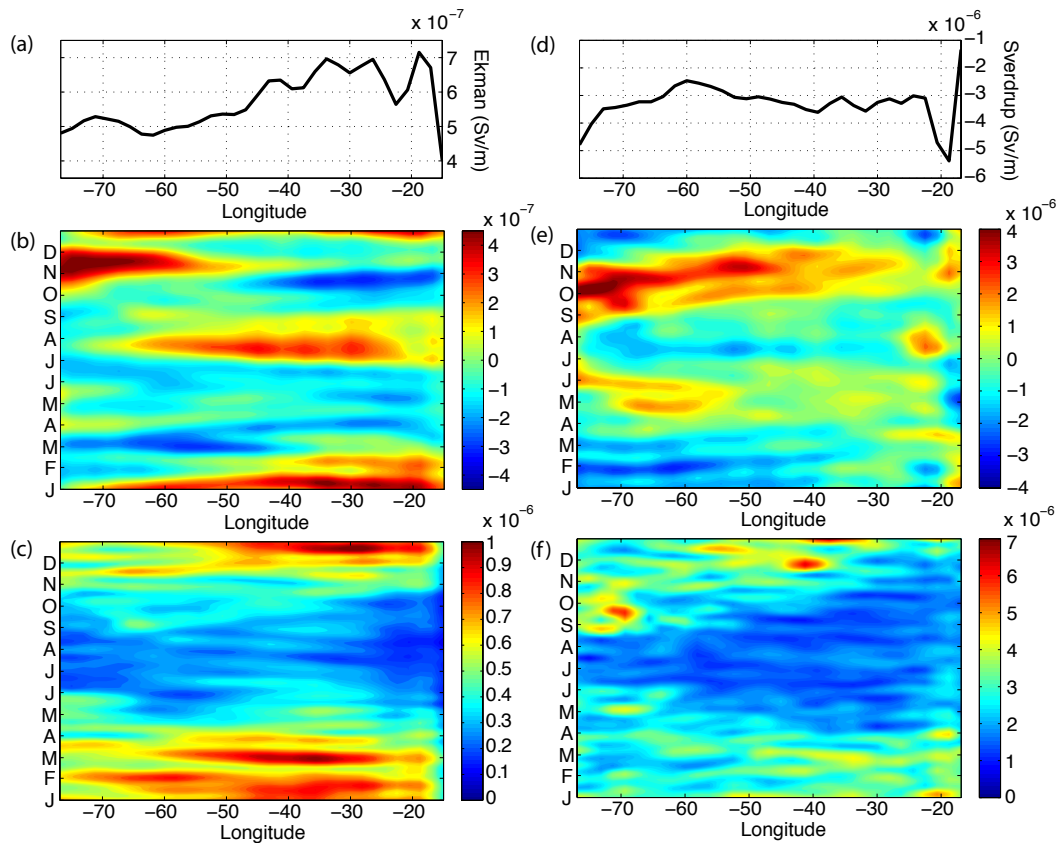 (a)
x 10⁻⁷
7
6
5
4
Ekman (Sv/m)
−70 −60 −50 −40 −30 −20
Longitude
(d)
x 10⁻⁶
−1
−2
−3
−4
−5
−6
Sverdrup (Sv/m)
−70 −60 −50 −40 −30 −20
Longitude
(b)
x 10⁻⁷
D
N
O
S
A
J
J
M
A
M
F
J
4
3
2
1
0
−1
−2
−3
−4
−70 −60 −50 −40 −30 −20
Longitude
(e)
x 10⁻⁶
D
N
O
S
A
J
J
M
A
M
F
J
4
3
2
1
0
−1
−2
−3
−4
−70 −60 −50 −40 −30 −20
Longitude
(c)
x 10⁻⁶
D
N
O
S
A
J
J
M
A
M
F
J
1
0.9
0.8
0.7
0.6
0.5
0.4
0.3
0.2
0.1
0
−70 −60 −50 −40 −30 −20
Longitude
(f)
x 10⁻⁶
D
N
O
S
A
J
J
M
A
M
F
J
7
6
5
4
3
2
1
0
−70 −60 −50 −40 −30 −20
Longitude